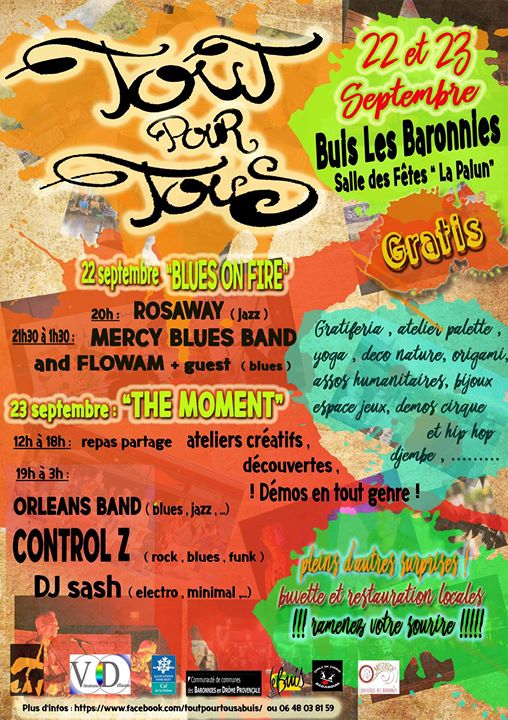 Tout
Pour
Tous
22 et 23
Septembre
Buis Les Baronnies
Salle des Fêtes " La Palun"
Gratis
22 septembre "BLUES ON FIRE"
20h : ROSAWAY ( jazz )
21h30 à 1h30 : MERCY BLUES BAND
and FLOWAM + guest ( blues )
23 septembre : "THE MOMENT"
12h à 18h : repas partage ateliers créatifs ,
découvertes ,
! Démos en tout genre !
19h à 3h :
ORLEANS BAND ( blues , jazz , ...)
CONTROL Z ( rock , blues , funk )
DJ sash ( electro , minimal ,...)
Gratiferia , atelier palette ,
yoga , deco nature, origami,
assos humanitaires, bijoux
espace jeux, demos cirque
et hip hop
djembe , .........
pleins d'autres surprises !
buvette et restauration locales
!!! ramenez votre sourire !!!!!
Communauté de communes
des BARONNIES en DRÔME PROVENÇALE
Plus d'infos : https://www.facebook.com/toutpourtousabuis/ ou 06 48 03 81 59